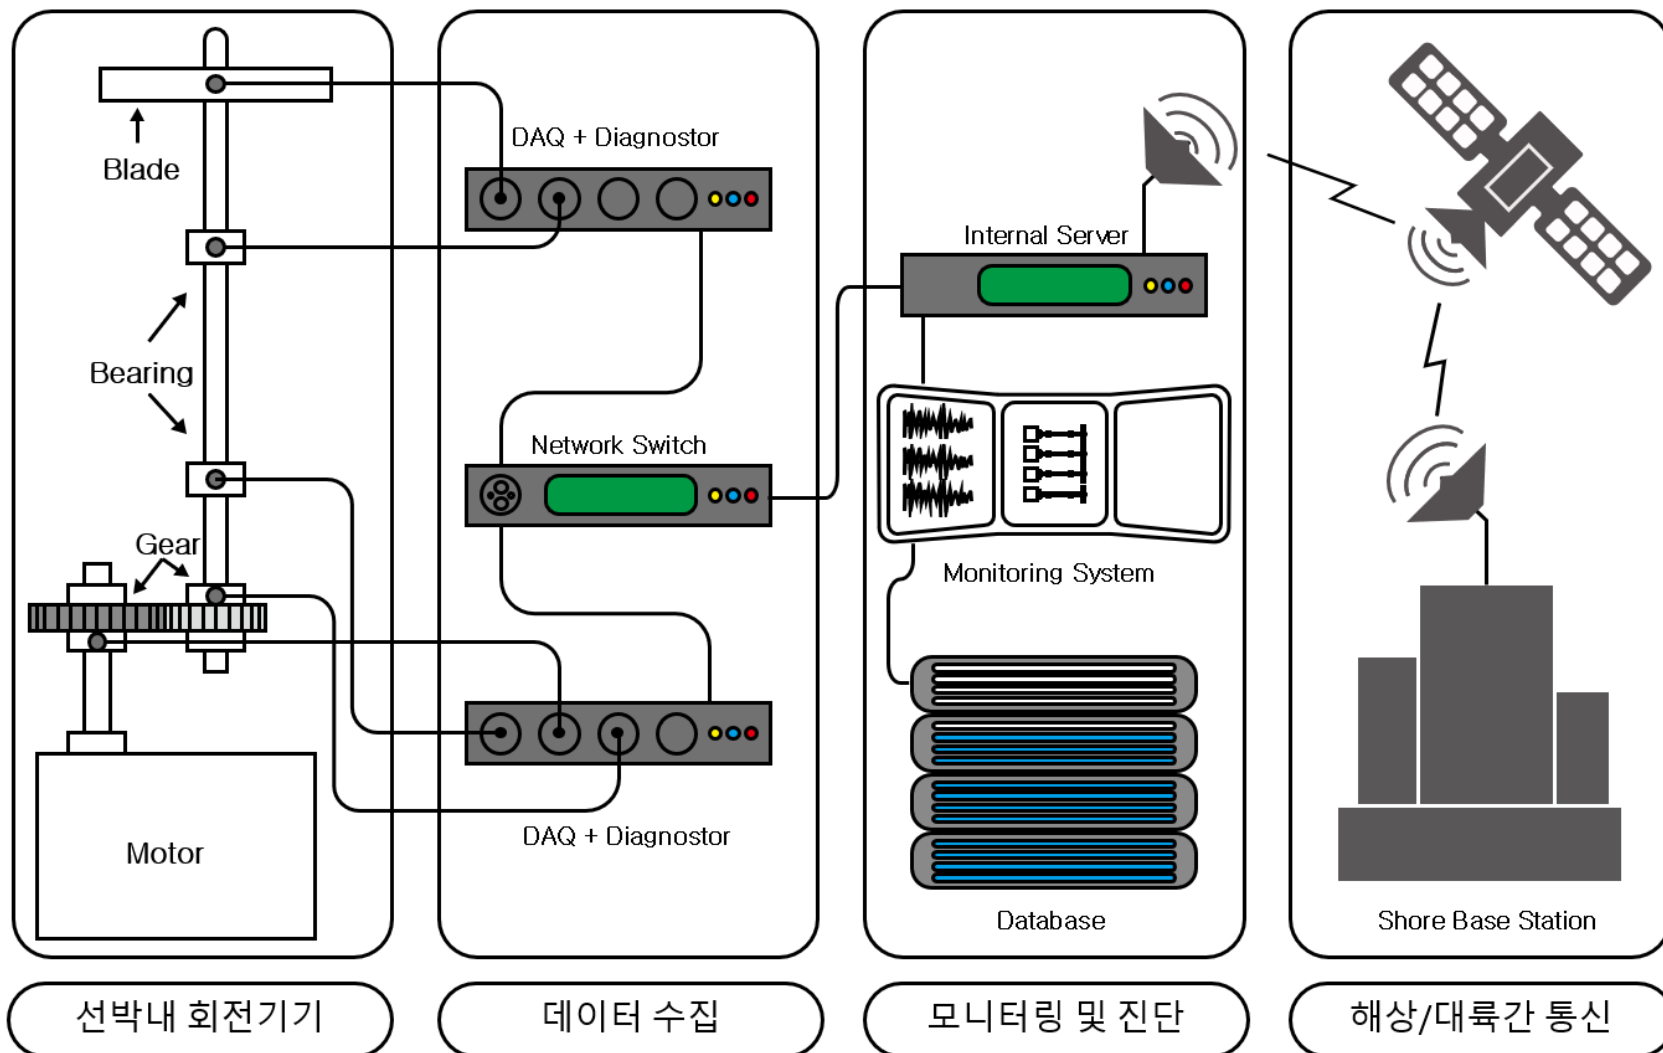 Blade
Bearing
Gear
Motor
DAQ + Diagnostor
Network Switch
DAQ + Diagnostor
Internal Server
Monitoring System
Database
Shore Base Station
선박내 회전기기
데이터 수집
모니터링 및 진단
해상/대륙간 통신